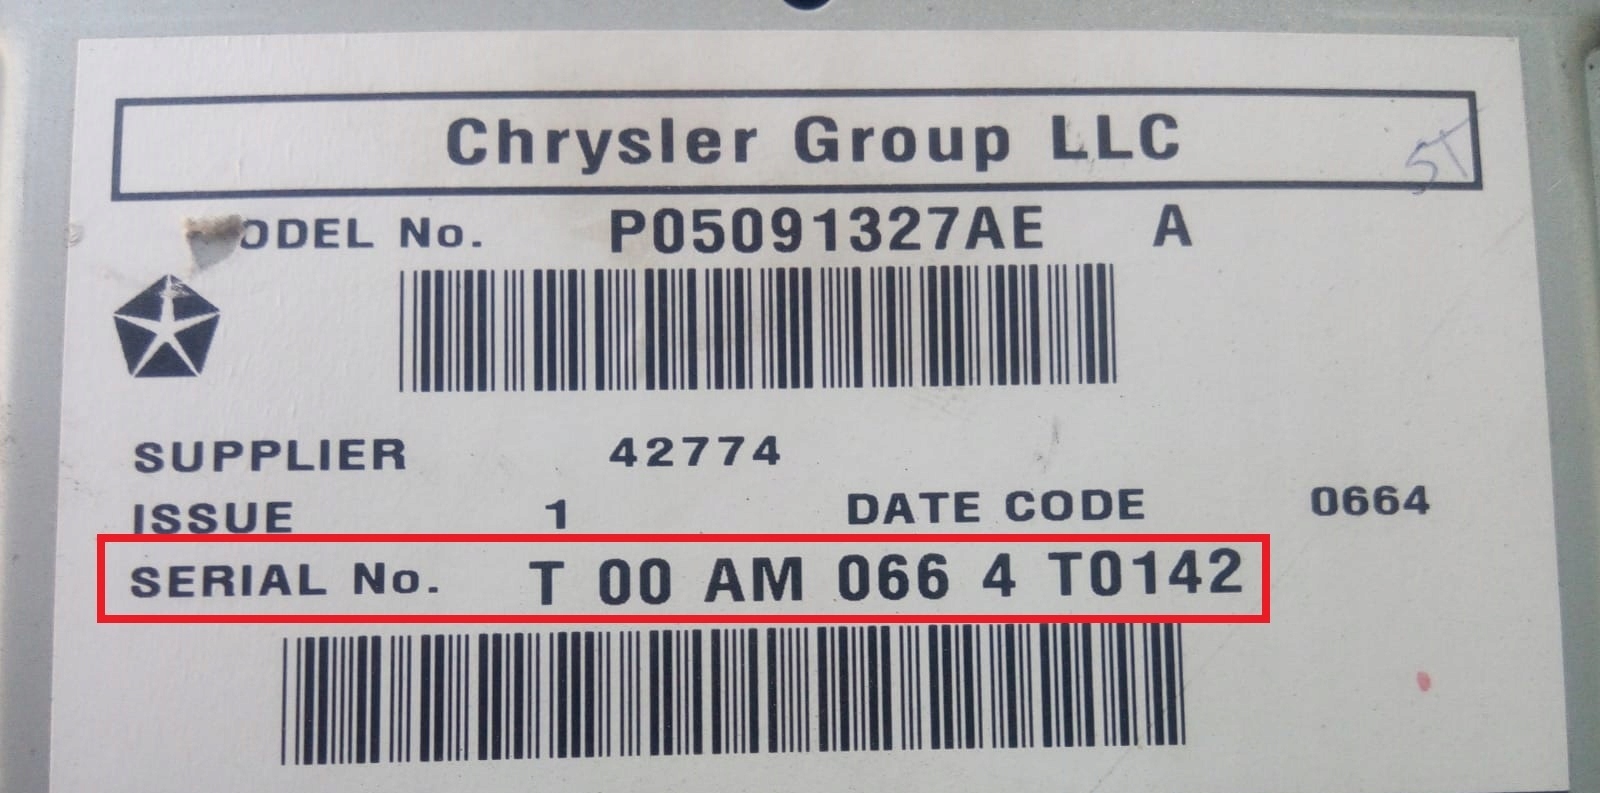 Chrysler Group LLC
ST
ODEL No. P05091327AE A
SUPPLIER 42774
ISSUE 1 DATE CODE 0664
SERIAL No. T 00 AM 066 4 T0142